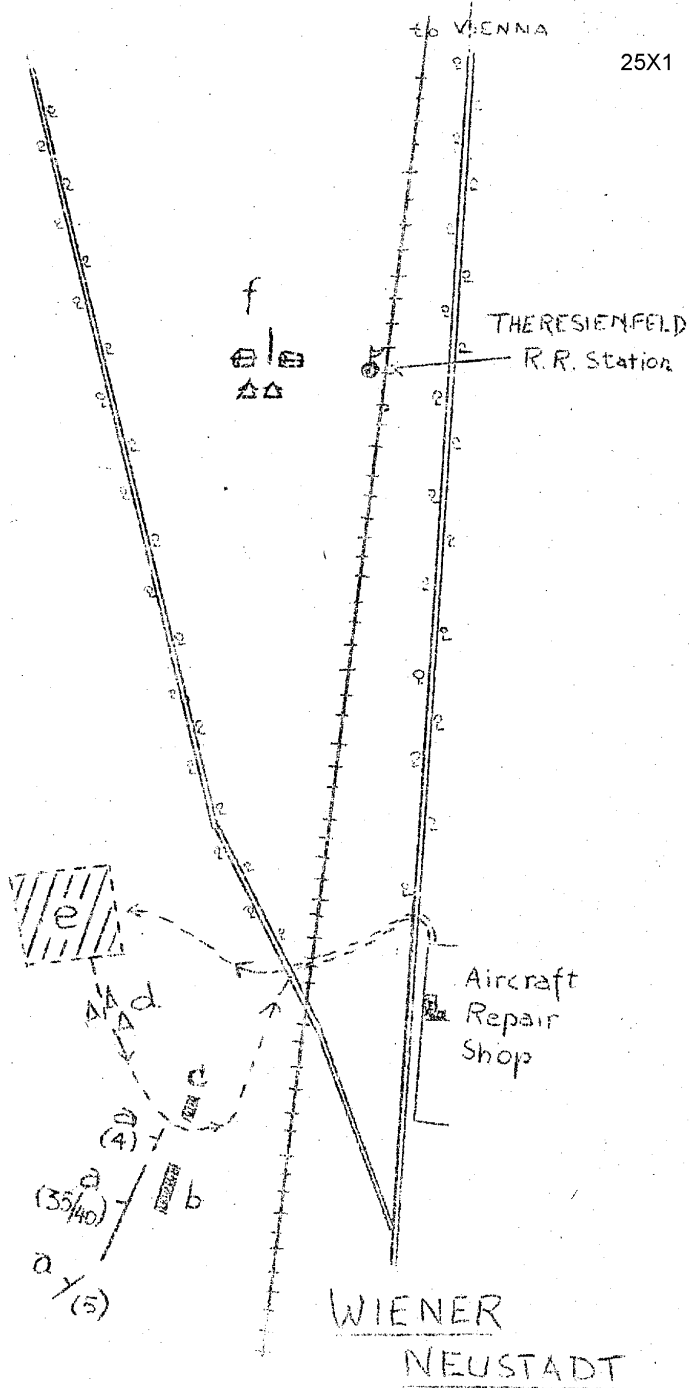 to VIENNA
25X1
f
THERESIENFELD
R.R. Station
e
d
Aircraft
Repair
Shop
c
a
(4)
a
(35/40)
b
a
(5)
WIENER
NEUSTADT